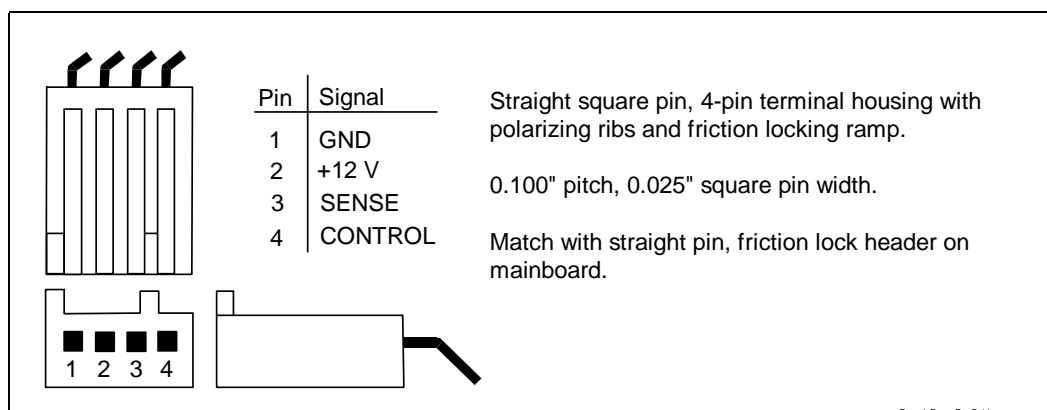 Pin Signal
1 GND
2 +12 V
3 SENSE
4 CONTROL
Straight square pin, 4-pin terminal housing with
polarizing ribs and friction locking ramp.
0.100" pitch, 0.025" square pin width.
Match with straight pin, friction lock header on
mainboard.
1 2 3 4